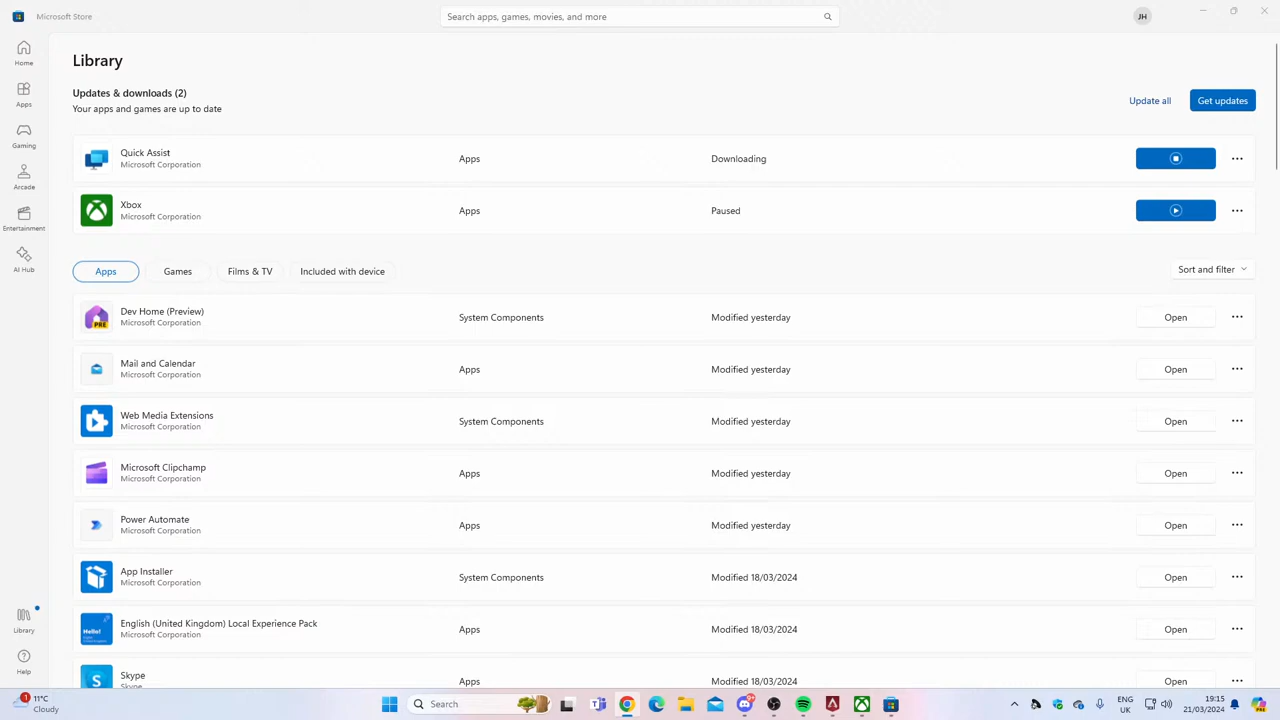 Microsoft Store
Search apps, games, movies, and more
JH
Home
Apps
Gaming
Arcade
Entertainment
AI Hub
Library
Help
Library
Updates & downloads (2)
Your apps and games are up to date
Update all
Get updates
Quick Assist
Microsoft Corporation
Apps
Downloading
Xbox
Microsoft Corporation
Apps
Paused
Apps
Games
Films & TV
Included with device
Sort and filter
Dev Home (Preview)
Microsoft Corporation
System Components
Modified yesterday
Open
PRE
Mail and Calendar
Microsoft Corporation
Apps
Modified yesterday
Open
Web Media Extensions
Microsoft Corporation
System Components
Modified yesterday
Open
Microsoft Clipchamp
Microsoft Corporation
Apps
Modified yesterday
Open
Power Automate
Microsoft Corporation
Apps
Modified yesterday
Open
App Installer
Microsoft Corporation
System Components
Modified 18/03/2024
Open
Hello!
English (United Kingdom) Local Experience Pack
Microsoft Corporation
Apps
Modified 18/03/2024
Open
Skype
Skype
Apps
Modified 18/03/2024
Open
1
11°C
Cloudy
Search
9+
ENG
UK
19:15
21/03/2024
PRE